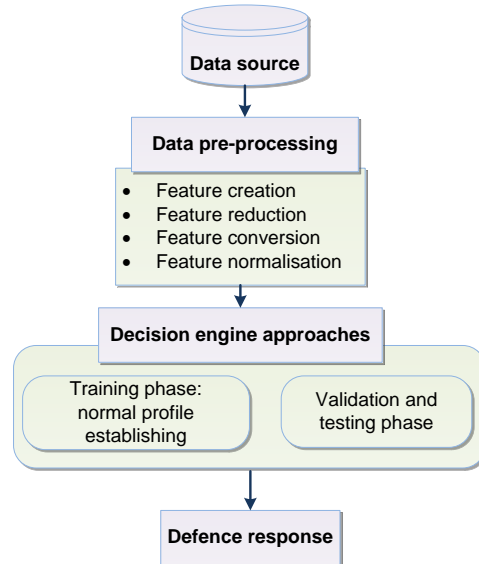 Data source
Data pre-processing
• Feature creation
• Feature reduction
• Feature conversion
• Feature normalisation
Decision engine approaches
Training phase:
normal profile
establishing
Validation and
testing phase
Defence response